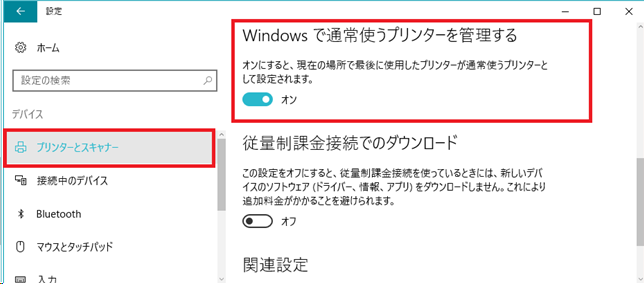 設定
ホーム
設定の検索
デバイス
プリンターとスキャナー
接続中のデバイス
Bluetooth
マウスとタッチパッド
入力
Windows で通常使うプリンターを管理する
オンにすると、現在の場所で最後に使用したプリンターが通常使うプリンターと
して設定されます。
オン
従量制課金接続でのダウンロード
この設定をオフにすると、従量制課金接続を使っているときには、新しいデバ
イスのソフトウェア (ドライバー、情報、アプリ) をダウンロードしません。これにより
追加料金がかかることを避けられます。
オフ
関連設定